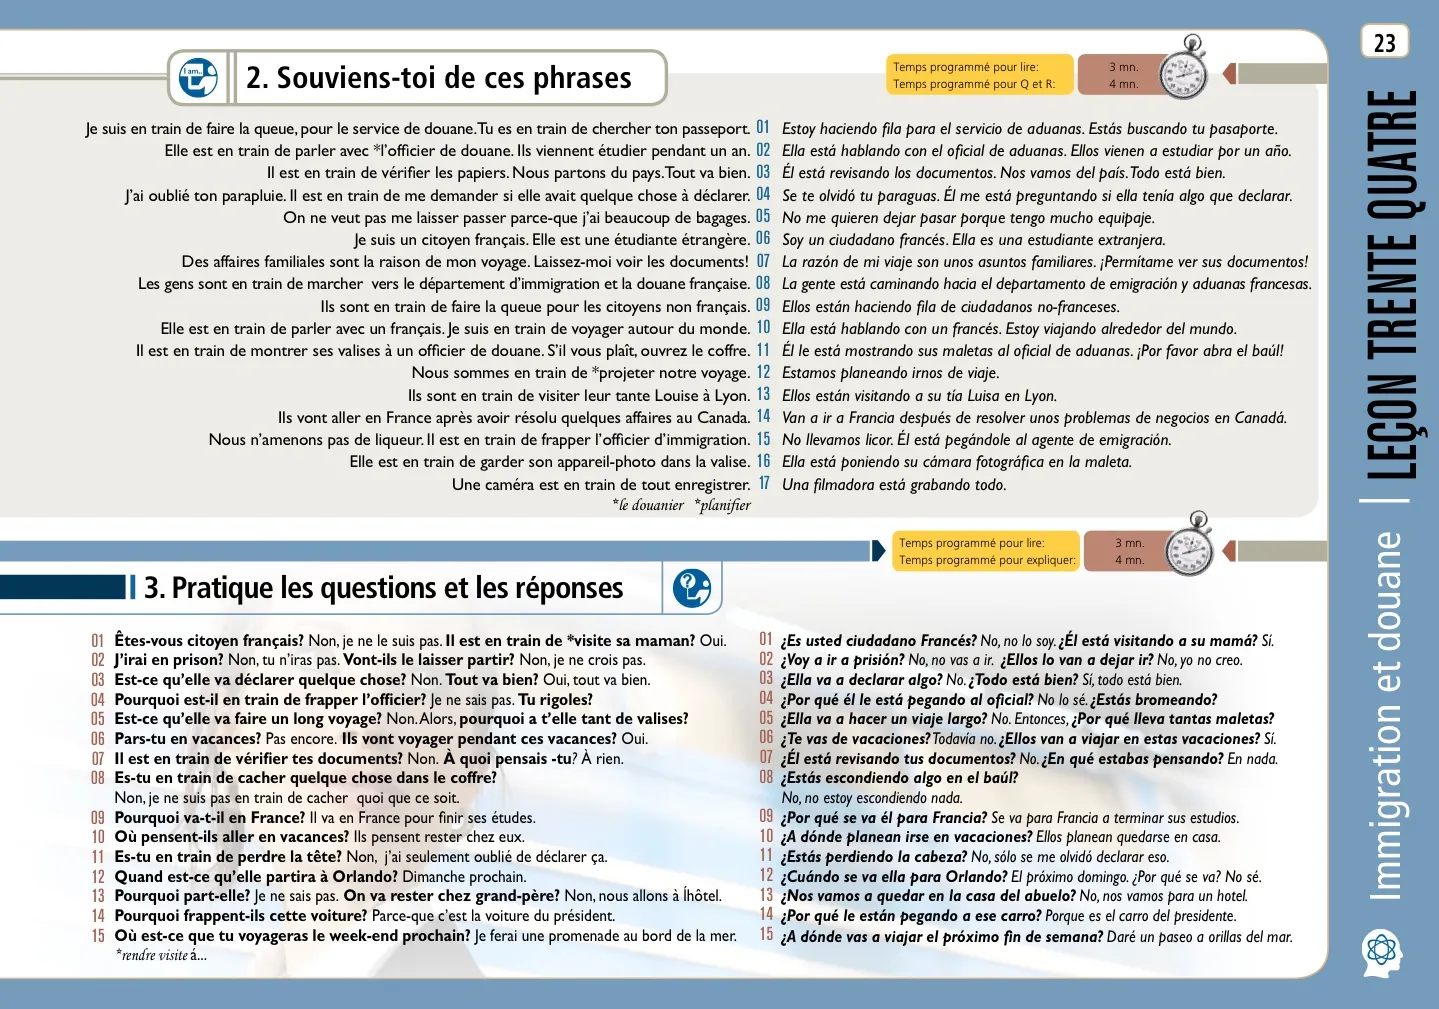 23
LEÇON TRENTE QUATRE
Immigration et douane
I am...
2. Souviens-toi de ces phrases
Temps programmé pour lire: 3 mn.
Temps programmé pour Q et R: 4 mn.
Je suis en train de faire la queue, pour le service de douane. Tu es en train de chercher ton passeport. 01 Estoy haciendo fila para el servicio de aduanas. Estás buscando tu pasaporte.
Elle est en train de parler avec *l'officier de douane. Ils viennent étudier pendant un an. 02 Ella está hablando con el oficial de aduanas. Ellos vienen a estudiar por un año.
Il est en train de vérifier les papiers. Nous partons du pays. Tout va bien. 03 Él está revisando los documentos. Nos vamos del país. Todo está bien.
J'ai oublié ton parapluie. Il est en train de me demander si elle avait quelque chose à déclarer. 04 Se te olvidó tu paraguas. Él me está preguntando si ella tenía algo que declarar.
On ne veut pas me laisser passer parce-que j'ai beaucoup de bagages. 05 No me quieren dejar pasar porque tengo mucho equipaje.
Je suis un citoyen français. Elle est une étudiante étrangère. 06 Soy un ciudadano francés. Ella es una estudiante extranjera.
Des affaires familiales sont la raison de mon voyage. Laissez-moi voir les documents! 07 La razón de mi viaje son unos asuntos familiares. ¡Permítame ver sus documentos!
Les gens sont en train de marcher vers le département d'immigration et la douane française. 08 La gente está caminando hacia el departamento de emigración y aduanas francesas.
Ils sont en train de faire la queue pour les citoyens non français. 09 Ellos están haciendo fila de ciudadanos no-franceses.
Elle est en train de parler avec un français. Je suis en train de voyager autour du monde. 10 Ella está hablando con un francés. Estoy viajando alrededor del mundo.
Il est en train de montrer ses valises à un officier de douane. S'il vous plaît, ouvrez le coffre. 11 Él le está mostrando sus maletas al oficial de aduanas. ¡Por favor abra el baúl!
Nous sommes en train de *projeter notre voyage. 12 Estamos planeando irnos de viaje.
Ils sont en train de visiter leur tante Louise à Lyon. 13 Ellos están visitando a su tía Luisa en Lyon.
Ils vont aller en France après avoir résolu quelques affaires au Canada. 14 Van a ir a Francia después de resolver unos problemas de negocios en Canadá.
Nous n'amenons pas de liqueur. Il est en train de frapper l'officier d'immigration. 15 No llevamos licor. Él está pegándole al agente de emigración.
Elle est en train de garder son appareil-photo dans la valise. 16 Ella está poniendo su cámara fotográfica en la maleta.
Une caméra est en train de tout enregistrer. 17 Una filmadora está grabando todo.
*le douanier *planifier
Temps programmé pour lire: 3 mn.
Temps programmé pour expliquer: 4 mn.
3. Pratique les questions et les réponses
01 Êtes-vous citoyen français? Non, je ne le suis pas. Il est en train de *visite sa maman? Oui.
02 J'irai en prison? Non, tu n'iras pas. Vont-ils le laisser partir? Non, je ne crois pas.
03 Est-ce qu'elle va déclarer quelque chose? Non. Tout va bien? Oui, tout va bien.
04 Pourquoi est-il en train de frapper l'officier? Je ne sais pas. Tu rigoles?
05 Est-ce qu'elle va faire un long voyage? Non. Alors, pourquoi a t'elle tant de valises?
06 Pars-tu en vacances? Pas encore. Ils vont voyager pendant ces vacances? Oui.
07 Il est en train de vérifier tes documents? Non. À quoi pensais -tu? À rien.
08 Es-tu en train de cacher quelque chose dans le coffre?
Non, je ne suis pas en train de cacher quoi que ce soit.
09 Pourquoi va-t-il en France? Il va en France pour finir ses études.
10 Où pensent-ils aller en vacances? Ils pensent rester chez eux.
11 Es-tu en train de perdre la tête? Non, j'ai seulement oublié de déclarer ça.
12 Quand est-ce qu'elle partira à Orlando? Dimanche prochain.
13 Pourquoi part-elle? Je ne sais pas. On va rester chez grand-père? Non, nous allons à Íhôtel.
14 Pourquoi frappent-ils cette voiture? Parce-que c'est la voiture du président.
15 Où est-ce que tu voyageras le week-end prochain? Je ferai une promenade au bord de la mer.
*rendre visite á...
01 ¿Es usted ciudadano Francés? No, no lo soy. ¿Él está visitando a su mamá? Sí.
02 ¿Voy a ir a prisión? No, no vas a ir. ¿Ellos lo van a dejar ir? No, yo no creo.
03 ¿Ella va a declarar algo? No. ¿Todo está bien? Sí, todo está bien.
04 ¿Por qué él le está pegando al oficial? No lo sé. ¿Estás bromeando?
05 ¿Ella va a hacer un viaje largo? No. Entonces, ¿Por qué lleva tantas maletas?
06 ¿Te vas de vacaciones? Todavía no. ¿Ellos van a viajar en estas vacaciones? Sí.
07 ¿Él está revisando tus documentos? No. ¿En qué estabas pensando? En nada.
08 ¿Estás escondiendo algo en el baúl?
No, no estoy escondiendo nada.
09 ¿Por qué se va él para Francia? Se va para Francia a terminar sus estudios.
10 ¿A dónde planean irse en vacaciones? Ellos planean quedarse en casa.
11 ¿Estás perdiendo la cabeza? No, sólo se me olvidó declarar eso.
12 ¿Cuándo se va ella para Orlando? El próximo domingo. ¿Por qué se va? No sé.
13 ¿Nos vamos a quedar en la casa del abuelo? No, nos vamos para un hotel.
14 ¿Por qué le están pegando a ese carro? Porque es el carro del presidente.
15 ¿A dónde vas a viajar el próximo fin de semana? Daré un paseo a orillas del mar.